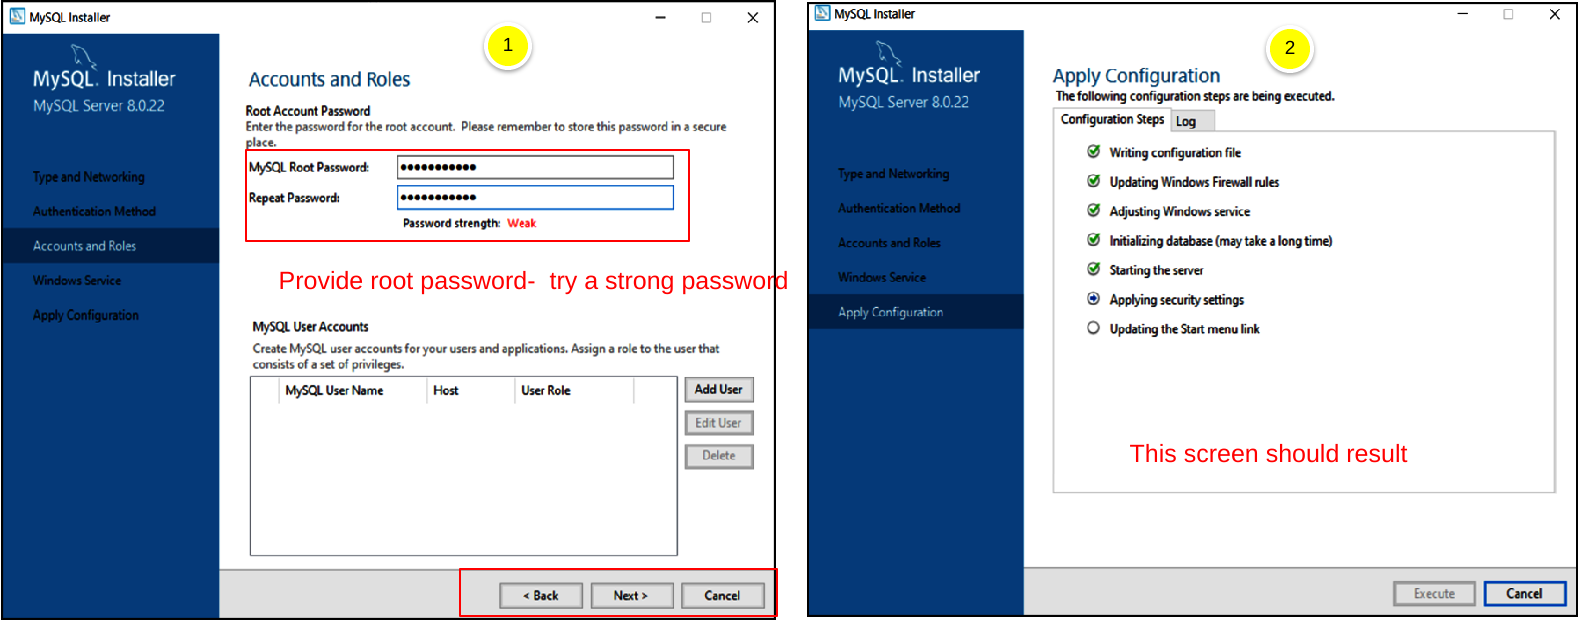 MySQL Installer
1
MySQL. Installer
MySQL Server 8.0.22
Type and Networking
Authentication Method
Accounts and Roles
Windows Service
Apply Configuration
Accounts and Roles
Root Account Password
Enter the password for the root account. Please remember to store this password in a secure
place.
MySQL Root Password: ●●●●●●●●●●●
Repeat Password: ●●●●●●●●●●●
Password strength: Weak
Provide root password- try a strong password
MySQL User Accounts
Create MySQL user accounts for your users and applications. Assign a role to the user that
consists of a set of privileges.
MySQL User Name Host User Role
Add User
Edit User
Delete
< Back Next > Cancel
MySQL Installer
2
MySQL. Installer
MySQL Server 8.0.22
Type and Networking
Authentication Method
Accounts and Roles
Windows Service
Apply Configuration
Apply Configuration
The following configuration steps are being executed.
Configuration Steps Log
Writing configuration file
Updating Windows Firewall rules
Adjusting Windows service
Initializing database (may take a long time)
Starting the server
Applying security settings
Updating the Start menu link
This screen should result
Execute Cancel